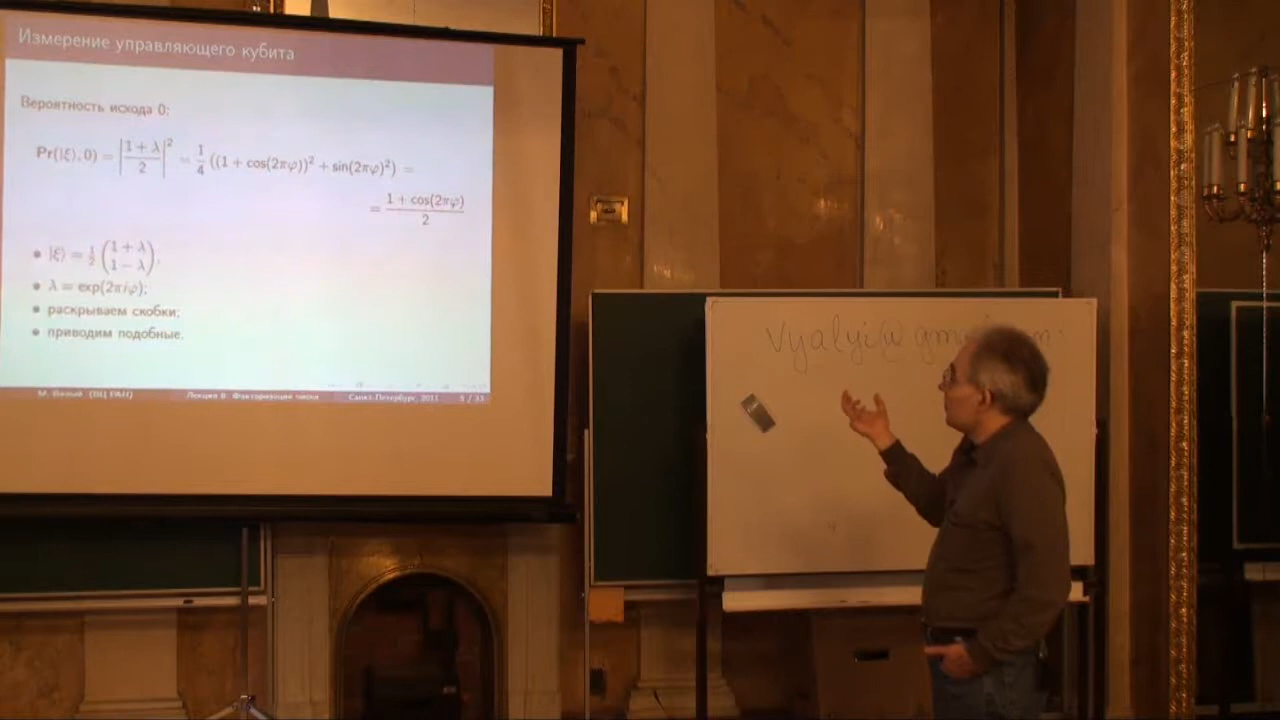 Измерение управляющего кубита
Вероятность исхода 0:
Pr(|ξ⟩, 0) = |(1 + λ)/2|² = 1/4 ((1 + cos(2πφ))² + sin(2πφ)²) =
= (1 + cos(2πφ))/2
• |ξ⟩ = 1/2 (1 + λ
1 − λ),
• λ = exp(2πiφ);
• раскрываем скобки;
• приводим подобные.
М. Вялый (ВЦ РАН) Лекция 8. Факторизация чисел Санкт-Петербург, 2011 5 / 33
Vyalyi@